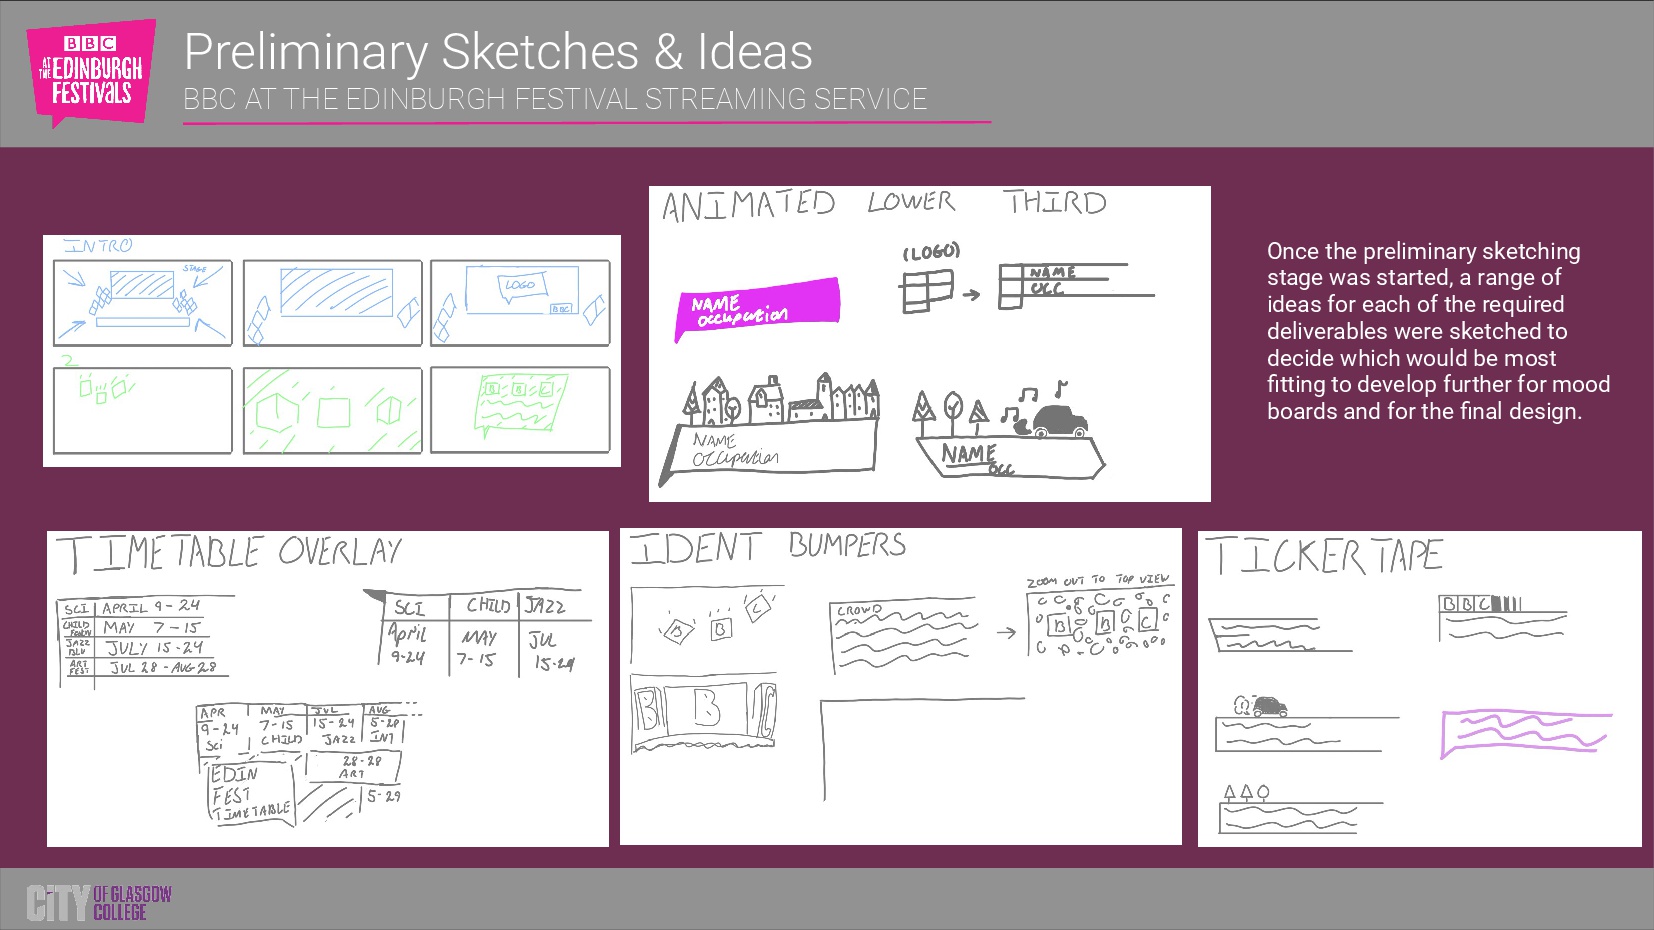 BBC
AT THE EDINBURGH
FESTIVALS
Preliminary Sketches & Ideas
BBC AT THE EDINBURGH FESTIVAL STREAMING SERVICE
INTRO
STAGE
LOGO
BBC
2
B B C
ANIMATED LOWER THIRD
NAME
occupation
(LOGO)
NAME
OCC
NAME
Occupation
NAME
OCC
Once the preliminary sketching
stage was started, a range of
ideas for each of the required
deliverables were sketched to
decide which would be most
fitting to develop further for mood
boards and for the final design.
TIMETABLE OVERLAY
SCI APRIL 9-24
CHILD MAY 7-15
JAZZ JULY 15-24
ART FEST JUL 28-AUG 28
SCI CHILD JAZZ
April MAY JUL
9-24 7-15 15-24
APR MAY JUL AUG
9-24 7-15 15-24 5-29
Sci CHILD JAZZ INT
28-28
ART
5-29
EDIN
FEST
TIMETABLE
IDENT BUMPERS
B B C
B B C
CROWD
ZOOM OUT TO TOP VIEW
B B C
TICKER TAPE
BBC
CITY OF GLASGOW
COLLEGE